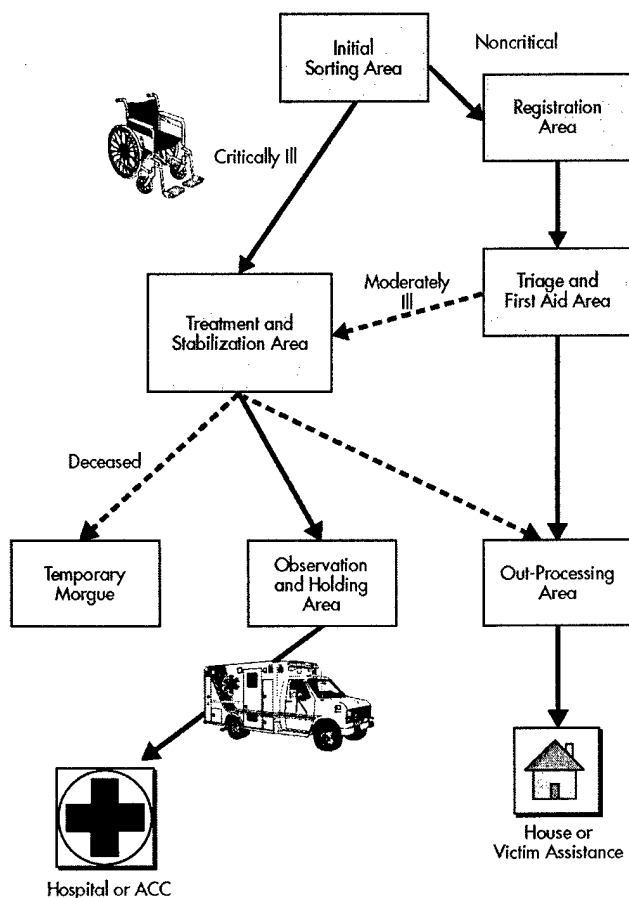 Initial
Sorting Area
Noncritical
Registration
Area
Critically Ill
Moderately
Ill
Triage and
First Aid Area
Treatment and
Stabilization Area
Deceased
Temporary
Morgue
Observation
and Holding
Area
Out-Processing
Area
House or
Victim Assistance
Hospital or ACC